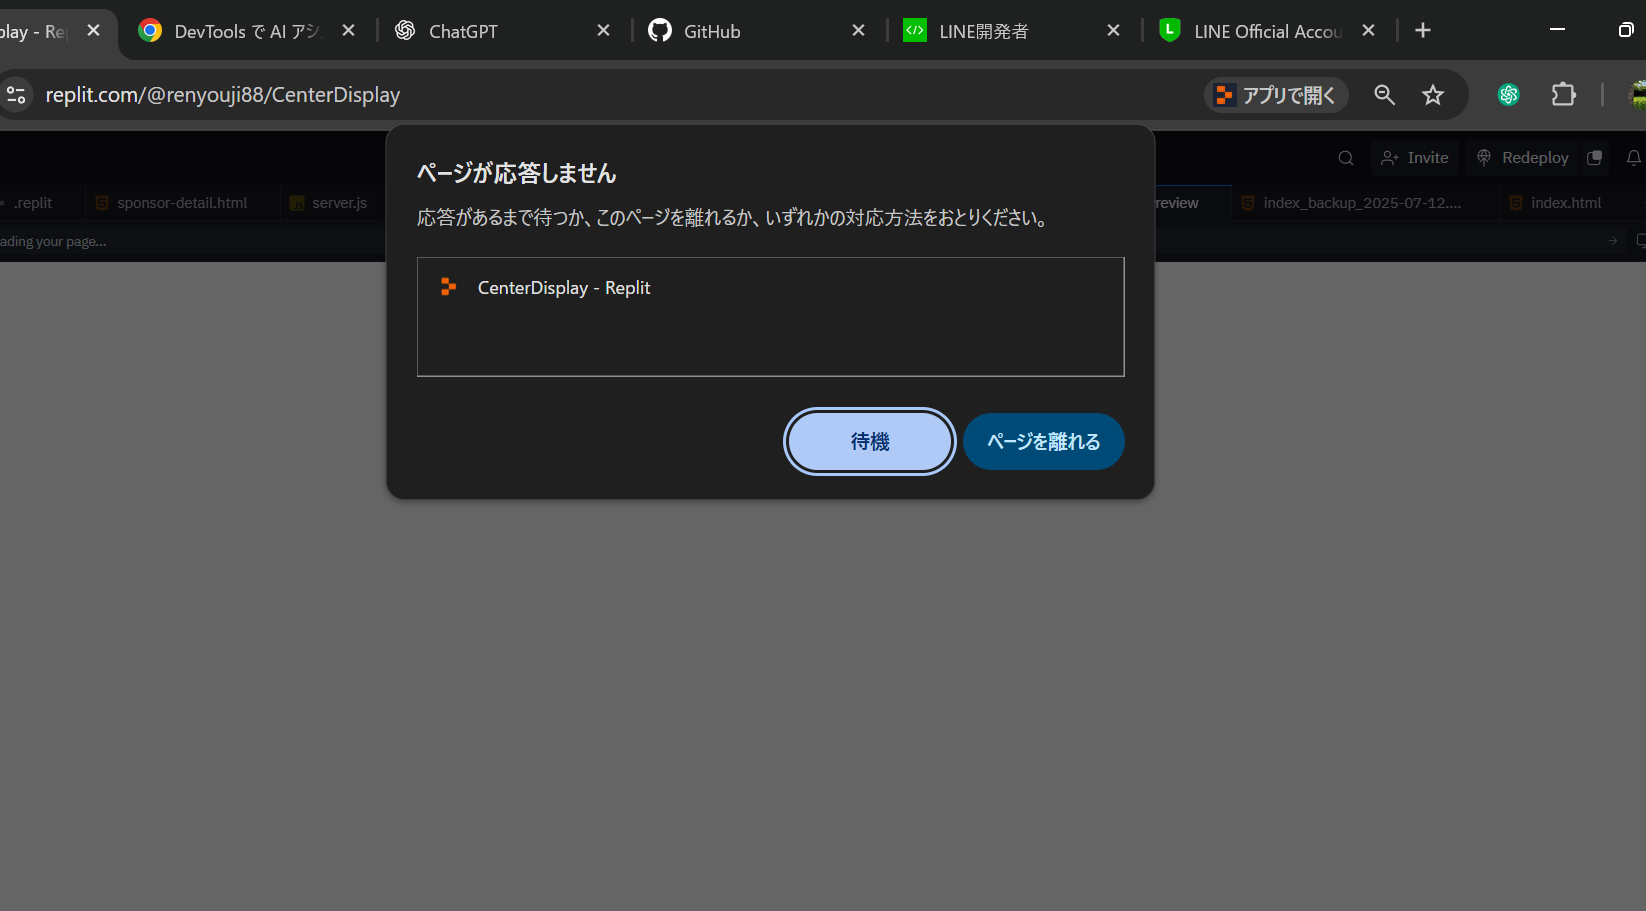 play - Rep
DevTools で AI アシ
ChatGPT
GitHub
LINE開発者
LINE Official Accou
replit.com/@renyouji88/CenterDisplay
アプリで開く
Invite
Redeploy
.replit
sponsor-detail.html
server.js
review
index_backup_2025-07-12....
index.html
ading your page...
ページが応答しません
応答があるまで待つか、このページを離れるか、いずれかの対応方法をおとりください。
CenterDisplay - Replit
待機
ページを離れる